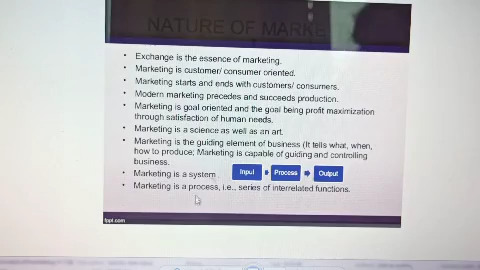 NATURE OF MARKE
• Exchange is the essence of marketing.
• Marketing is customer/ consumer oriented.
• Marketing starts and ends with customers/ consumers.
• Modern marketing precedes and succeeds production.
• Marketing is goal oriented and the goal being profit maximization
through satisfaction of human needs.
• Marketing is a science as well as an art.
• Marketing is the guiding element of business (It tells what, when,
how to produce; Marketing is capable of guiding and controlling
business.
• Marketing is a system Input Process Output
• Marketing is a process, i.e., series of interrelated functions.
fppt.com